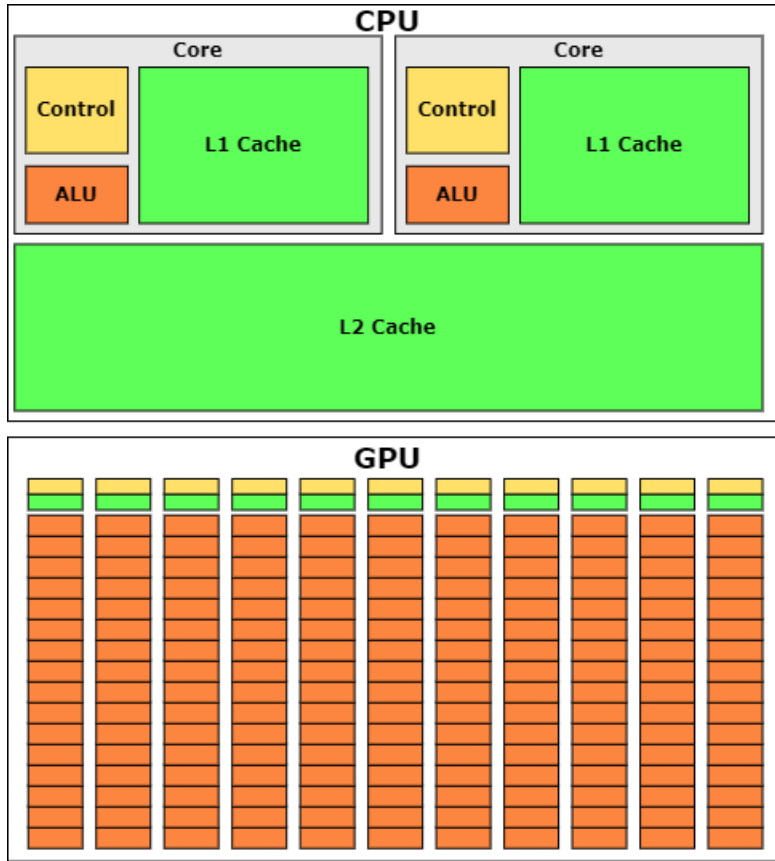 CPU
Core
Core
Control
L1 Cache
ALU
Control
L1 Cache
ALU
L2 Cache
GPU